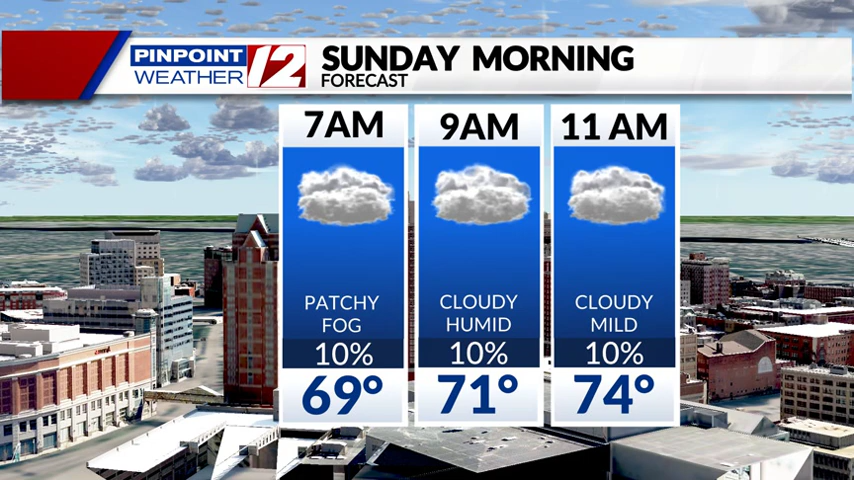 PINPOINT
WEATHER 12
SUNDAY MORNING
FORECAST
7AM
PATCHY
FOG
10%
69°
9AM
CLOUDY
HUMID
10%
71°
11 AM
CLOUDY
MILD
10%
74°